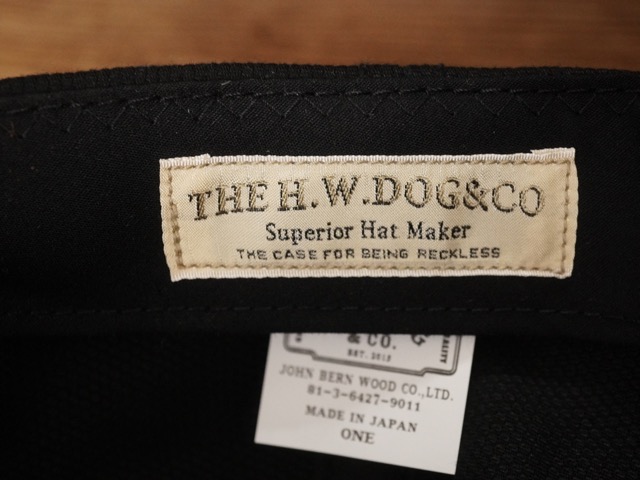 THE H.W.DOG&CO
Superior Hat Maker
THE CASE FOR BEING RECKLESS
& CO.
EST. 2013
JOHN BERN WOOD CO.,LTD.
81-3-6427-9011
MADE IN JAPAN
ONE